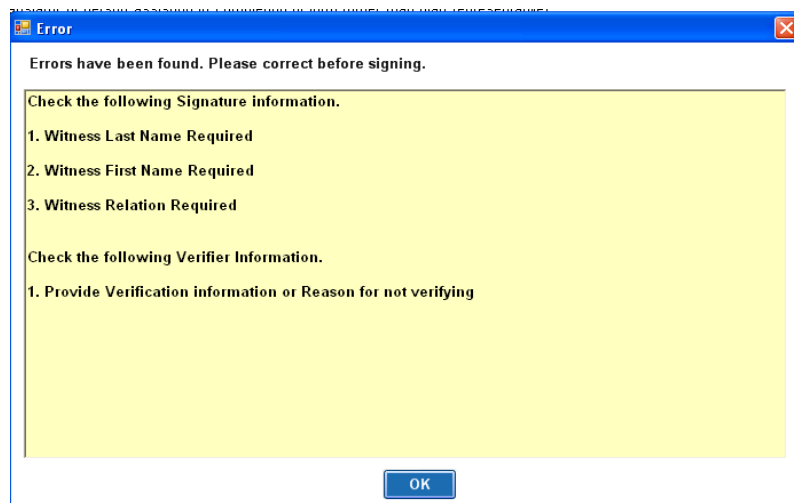 Error
Errors have been found. Please correct before signing.
Check the following Signature information.
1. Witness Last Name Required
2. Witness First Name Required
3. Witness Relation Required
Check the following Verifier Information.
1. Provide Verification information or Reason for not verifying
OK